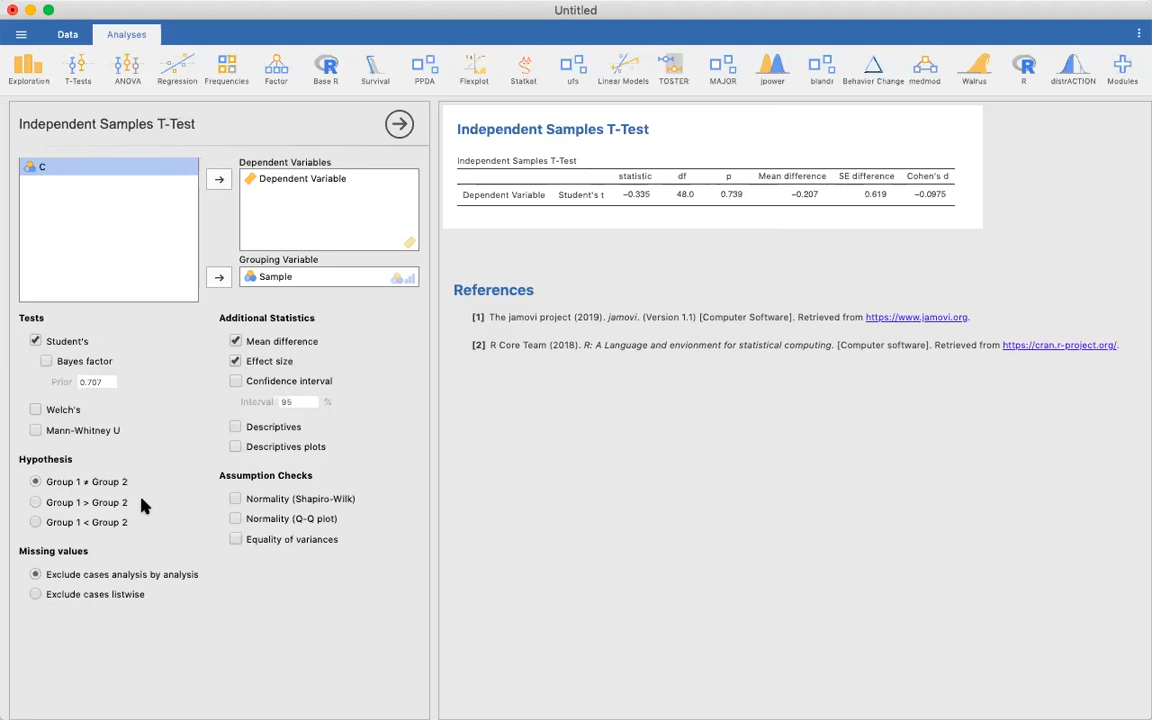 Untitled
Data Analyses
Exploration T-Tests ANOVA Regression Frequencies Factor Base R Survival PPDA Flexplot Statkat ufs Linear Models TOSTER MAJOR jpower blandr Behavior Change medmod Walrus R distrACTION Modules
Independent Samples T-Test
C
Dependent Variables
Dependent Variable
Grouping Variable
Sample
Tests
Student's
Bayes factor
Prior 0.707
Welch's
Mann-Whitney U
Hypothesis
Group 1 ≠ Group 2
Group 1 > Group 2
Group 1 < Group 2
Missing values
Exclude cases analysis by analysis
Exclude cases listwise
Additional Statistics
Mean difference
Effect size
Confidence interval
Interval 95 %
Descriptives
Descriptives plots
Assumption Checks
Normality (Shapiro-Wilk)
Normality (Q-Q plot)
Equality of variances
Independent Samples T-Test
Independent Samples T-Test
statistic df p Mean difference SE difference Cohen's d
Dependent Variable Student's t −0.335 48.0 0.739 −0.207 0.619 −0.0975
References
[1] The jamovi project (2019). jamovi. (Version 1.1) [Computer Software]. Retrieved from https://www.jamovi.org.
[2] R Core Team (2018). R: A Language and envionment for statistical computing. [Computer software]. Retrieved from https://cran.r-project.org/.